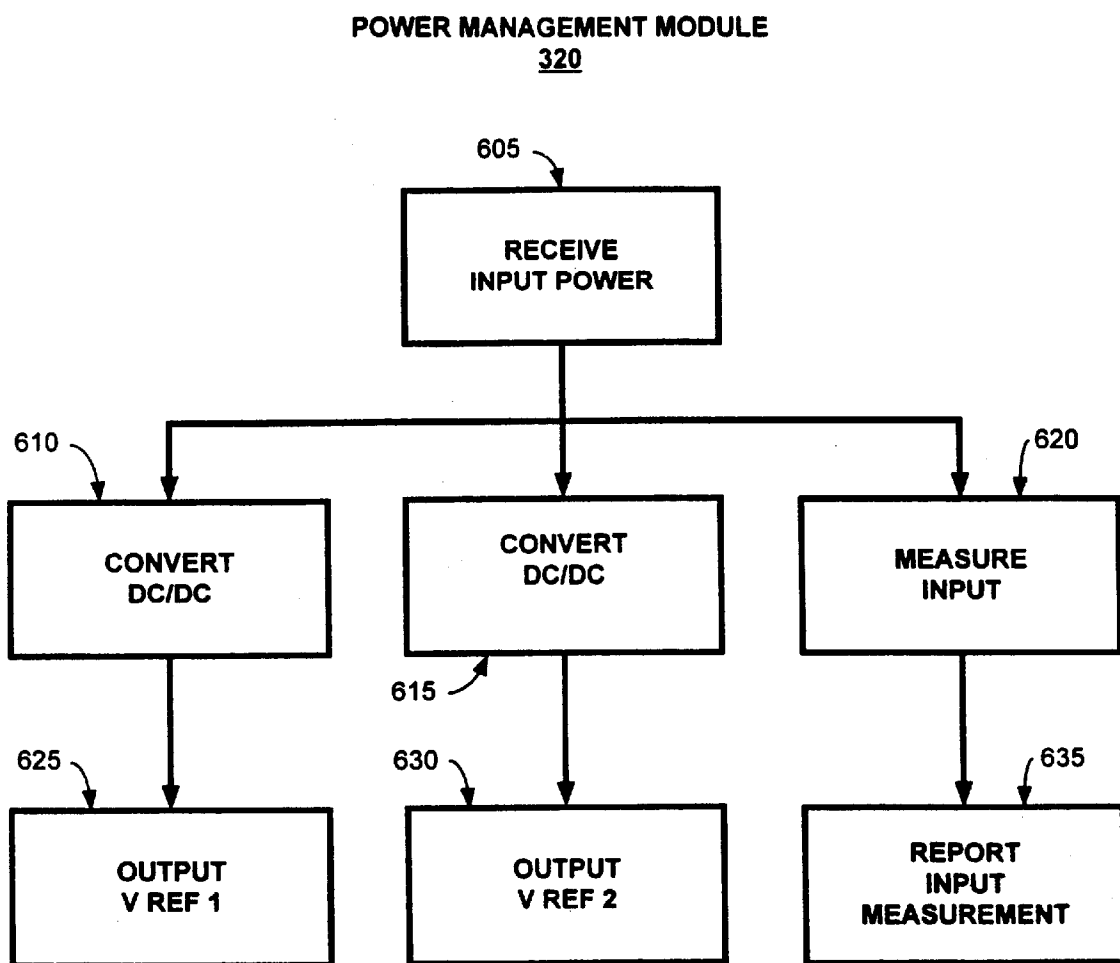 POWER MANAGEMENT MODULE
320
605
RECEIVE
INPUT POWER
610
620
CONVERT
DC/DC
CONVERT
DC/DC
MEASURE
INPUT
615
625
630
635
OUTPUT
V REF 1
OUTPUT
V REF 2
REPORT
INPUT
MEASUREMENT